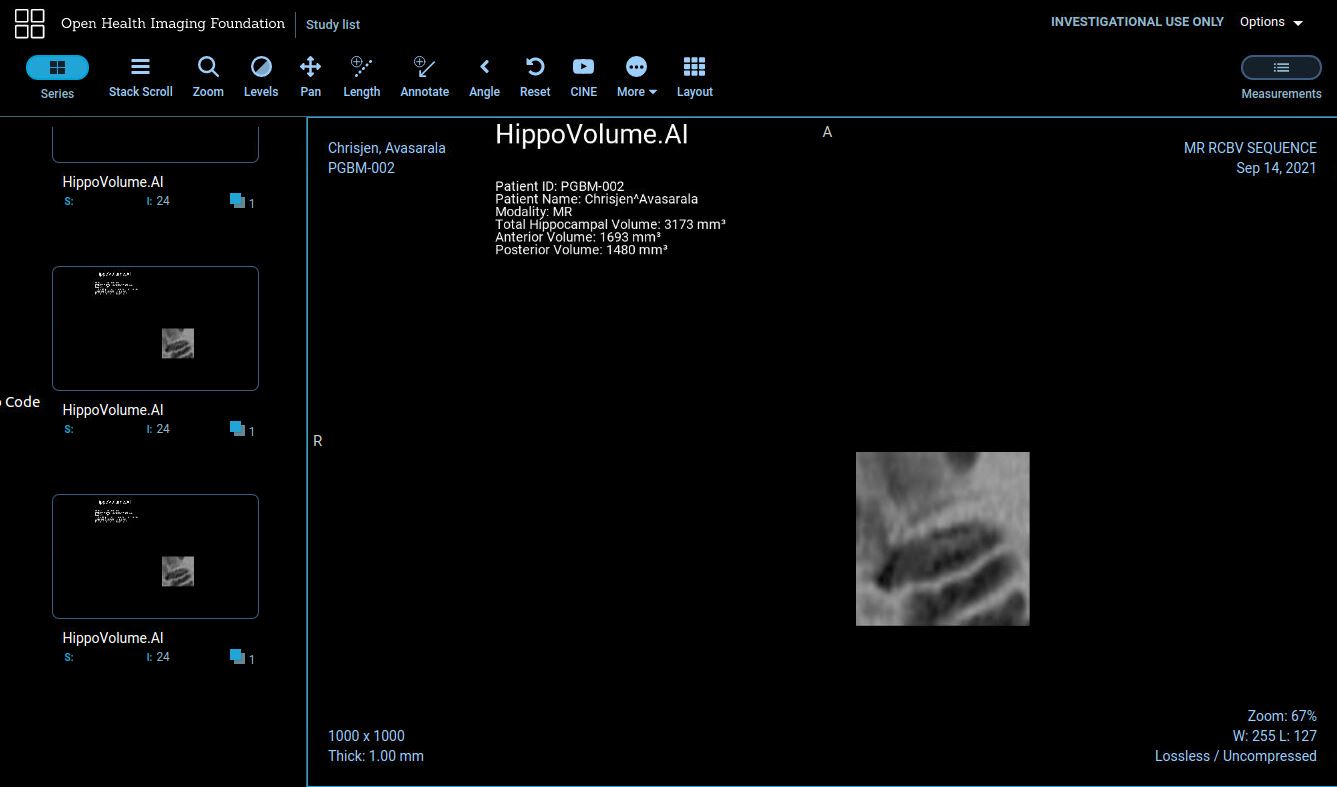 Open Health Imaging Foundation
Study list
INVESTIGATIONAL USE ONLY
Options
Series
Stack Scroll
Zoom
Levels
Pan
Length
Annotate
Angle
Reset
CINE
More
Layout
Measurements
HippoVolume.AI
S:
I: 24
1
HippoVolume.AI
S:
I: 24
1
HippoVolume.AI
S:
I: 24
1
Code
Chrisjen, Avasarala
PGBM-002
HippoVolume.AI
A
MR RCBV SEQUENCE
Sep 14, 2021
Patient ID: PGBM-002
Patient Name: Chrisjen^Avasarala
Modality: MR
Total Hippocampal Volume: 3173 mm³
Anterior Volume: 1693 mm³
Posterior Volume: 1480 mm³
R
1000 x 1000
Thick: 1.00 mm
Zoom: 67%
W: 255 L: 127
Lossless / Uncompressed